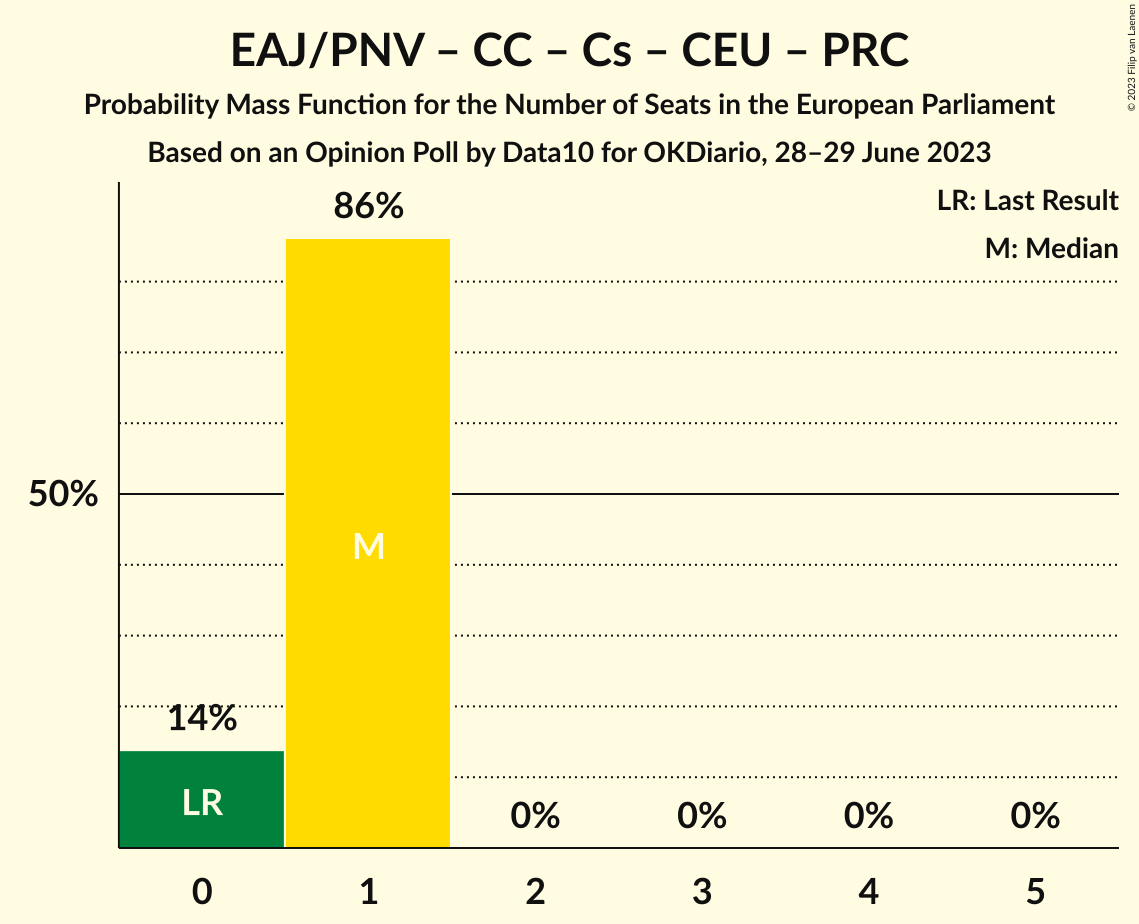 EAJ/PNV – CC – Cs – CEU – PRC
Probability Mass Function for the Number of Seats in the European Parliament
Based on an Opinion Poll by Data10 for OKDiario, 28–29 June 2023
© 2023 Filip van Laenen
LR: Last Result
M: Median
86%
50%
M
14%
LR
0% 0% 0% 0%
0 1 2 3 4 5